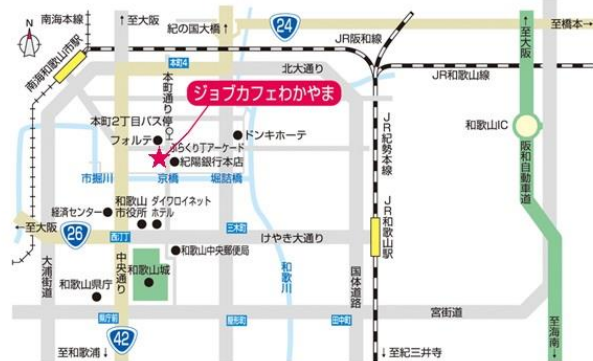 南海本線
↑至大阪
紀の国大橋↑
24
JR阪和線
至橋本→
↑至大阪
南海和歌山市駅
本町4
北大通り
JR和歌山線
本町通り
ジョブカフェわかやま
本町2丁目バス停
フォルテ
ドンキホーテ
ぶらくり丁アーケード
紀陽銀行本店
JR紀勢本線
和歌山IC
阪和自動車道
市堀川
京橋
堀詰橋
経済センター
和歌山
市役所
ダイワロイネット
ホテル
←至大阪
26
西汀丁
三木町
けやき大通り
JR和歌山駅
大浦街道
中央通り
和歌山城
和歌山中央郵便局
和歌川
国体道路
和歌山県庁
県庁前
屋形町
田中町
宮街道
42
至和歌浦↓
↓至紀三井寺
至海南↓